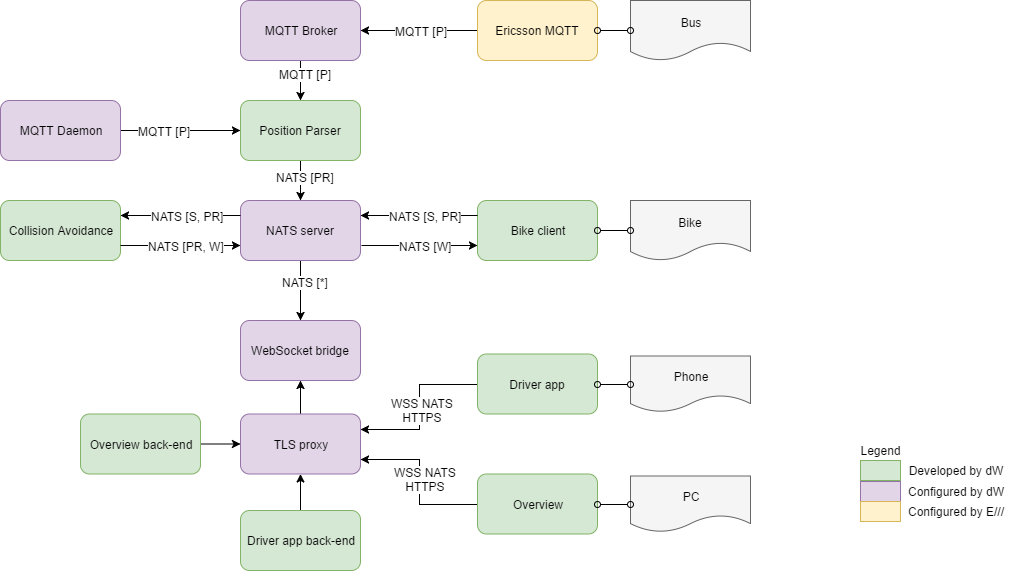 MQTT Broker
MQTT [P]
Ericsson MQTT
Bus
MQTT [P]
MQTT Daemon
MQTT [P]
Position Parser
NATS [PR]
Collision Avoidance
NATS [S, PR]
NATS [PR, W]
NATS server
NATS [S, PR]
NATS [W]
Bike client
Bike
NATS [*]
WebSocket bridge
Driver app
Phone
WSS NATS
HTTPS
Overview back-end
TLS proxy
WSS NATS
HTTPS
Overview
PC
Driver app back-end
Legend
Developed by dW
Configured by dW
Configured by E///